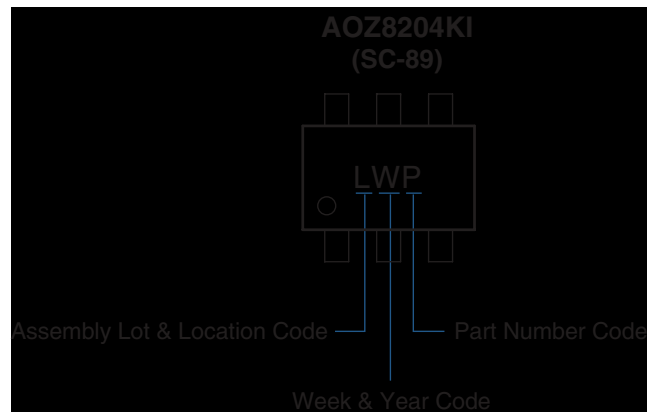 AOZ8204KI
(SC-89)
LWP
Assembly Lot & Location Code
Part Number Code
Week & Year Code